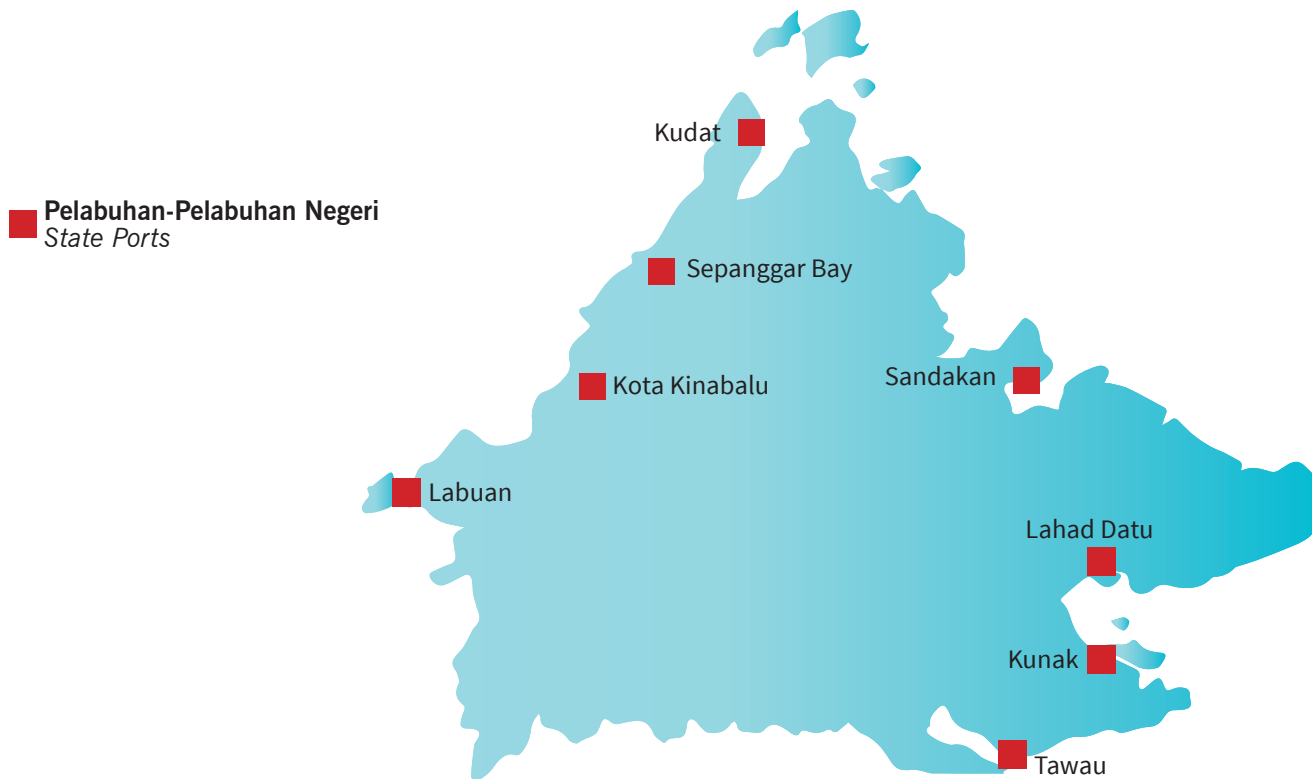 Kudat
Pelabuhan-Pelabuhan Negeri
State Ports
Sepanggar Bay
Sandakan
Kota Kinabalu
Labuan
Lahad Datu
Kunak
Tawau